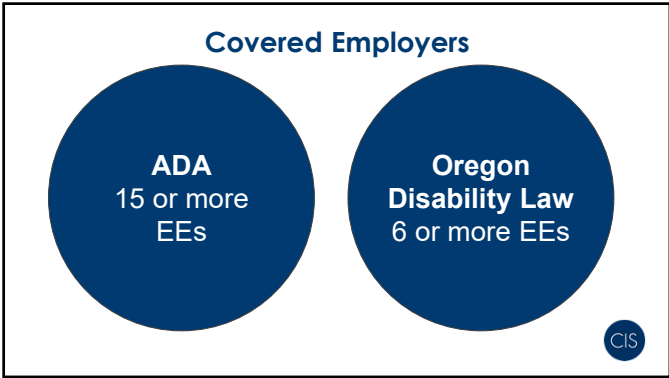 Covered Employers
ADA
15 or more
EEs
Oregon
Disability Law
6 or more EEs
CIS